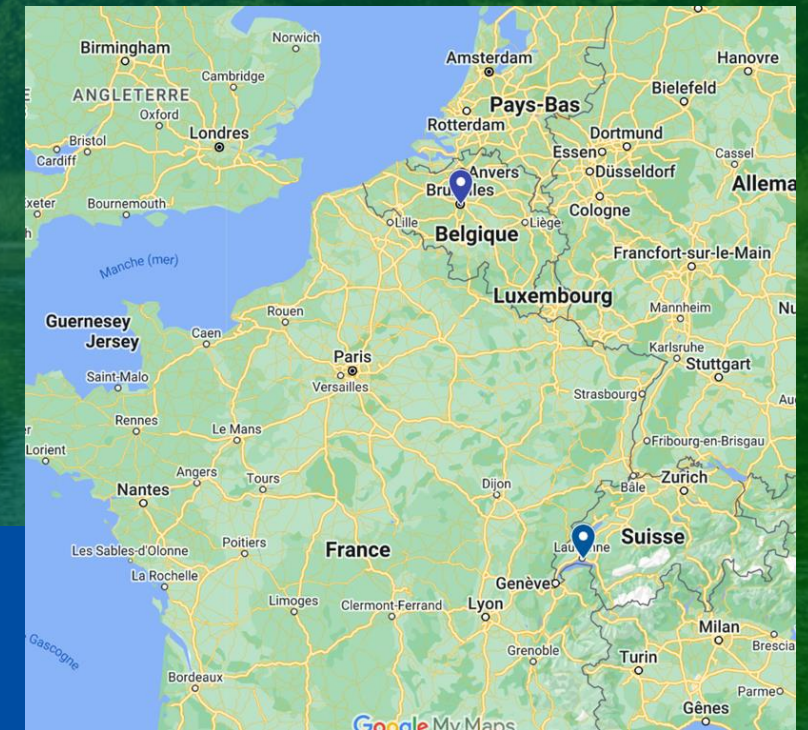 Norwich
Birmingham
Cambridge
ANGLETERRE
Oxford
Londres
Bristol
Cardiff
Bournemouth
Amsterdam
Hanovre
Bielefeld
Pays-Bas
Rotterdam
Dortmund
Essen
Cassel
Anvers
Düsseldorf
Allema
Cologne
Lille
Liège
Belgique
Manche (mer)
Francfort-sur-le-Main
Luxembourg
Guernesey
Jersey
Rouen
Caen
Mannheim
Nu
Paris
Versailles
Karlsruhe
Stuttgart
Saint-Malo
Strasbourg
Rennes
Le Mans
Lorient
Fribourg-en-Brisgau
Angers
Tours
Dijon
Bâle
Zurich
Nantes
Les Sables-d'Olonne
Poitiers
France
Suisse
La Rochelle
Genève
Limoges
Clermont-Ferrand
Lyon
Gascogne
Grenoble
Milan
Brescia
Turin
Bordeaux
Parme
Gênes
Google My Maps